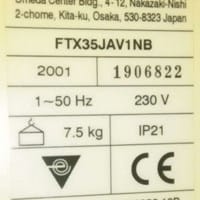 Umeda Center Bldg., 4-12, Nakazaki-Nishi
2-chome, Kita-ku, Osaka, 530-8323 Japan
FTX35JAV1NB
2001 1906822
1~50 Hz 230 V
7.5 kg IP21
CE